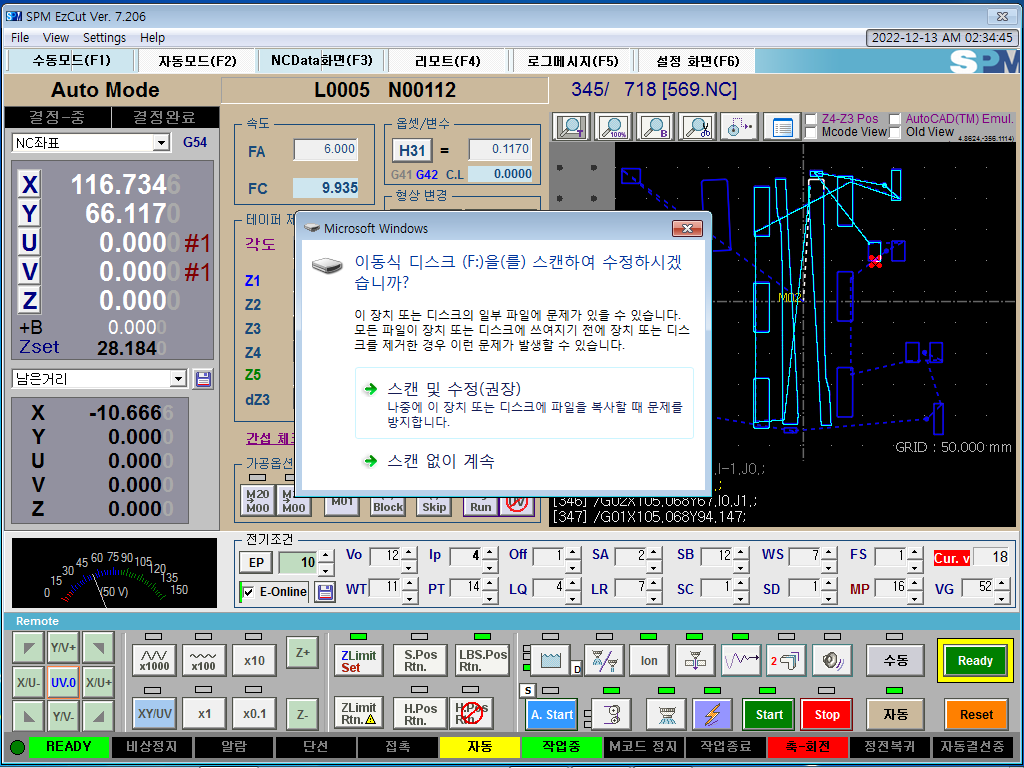 SPM EzCut Ver. 7.206
File View Settings Help
2022-12-13 AM 02:34:45
수동모드(F1) 자동모드(F2) NCData화면(F3) 리모트(F4) 로그메시지(F5) 설정 화면(F6)
SPM
Auto Mode L0005 N00112 345/ 718 [569.NC]
결정-중 결정완료
NC좌표 G54
X 116.7346
Y 66.1170
U 0.0000 #1
V 0.0000 #1
Z 0.0000
+B 0.0000
Zset 28.1840
남은거리
X -10.6666
Y 0.0000
U 0.0000
V 0.0000
Z 0.0000
속도
FA 6.000
FC 9.935
옵셋/변수
H31 = 0.1170
G41 G42 C.L 0.0000
형상 변경
테이퍼
각도
Z1
Z2
Z3
Z4
Z5
dZ3
간섭
가공옵션
M20 M00
M00
M01
Block
Skip
Run
100%
B
Z4-Z3 Pos AutoCAD(TM) Emul.
Mcode View Old View
4.8624,-356.1114)
M02
GRID : 50.000 mm
,I-1,J0,;
[346] /G02X105,068Y67,I0,J1,;
[347] /G01X105,068Y94,147;
Microsoft Windows
이동식 디스크 (F:)을(를) 스캔하여 수정하시겠
습니까?
이 장치 또는 디스크의 일부 파일에 문제가 있을 수 있습니다.
모든 파일이 장치 또는 디스크에 쓰여지기 전에 장치 또는 디스
크를 제거한 경우 이런 문제가 발생할 수 있습니다.
스캔 및 수정(권장)
나중에 이 장치 또는 디스크에 파일을 복사할 때 문제를
방지합니다.
스캔 없이 계속
0 15 30 45 60 75 90 105 120 135 150
(50 V)
전기조건
EP 10
E-Online
Vo 12 Ip 4 Off 1 SA 2 SB 12 WS 7 FS 1 Cur. v 18
WT 11 PT 14 LQ 4 LR 7 SC 1 SD 1 MP 16 VG 52
Remote
Y/V+
X/U- UV.0 X/U+
Y/V-
x1000 x100 x10 Z+
XY/UV x1 x0.1 Z-
ZLimit Set S.Pos Rtn. LBS.Pos Rtn.
ZLimit Rtn. H.Pos Rtn. H.Pos Rtn.
D Ion 2 수동 Ready
S A. Start Start Stop 자동 Reset
READY 비상정지 알람 단선 접촉 자동 작업중 M코드 정지 작업종료 축-회전 정전복귀 자동결선중